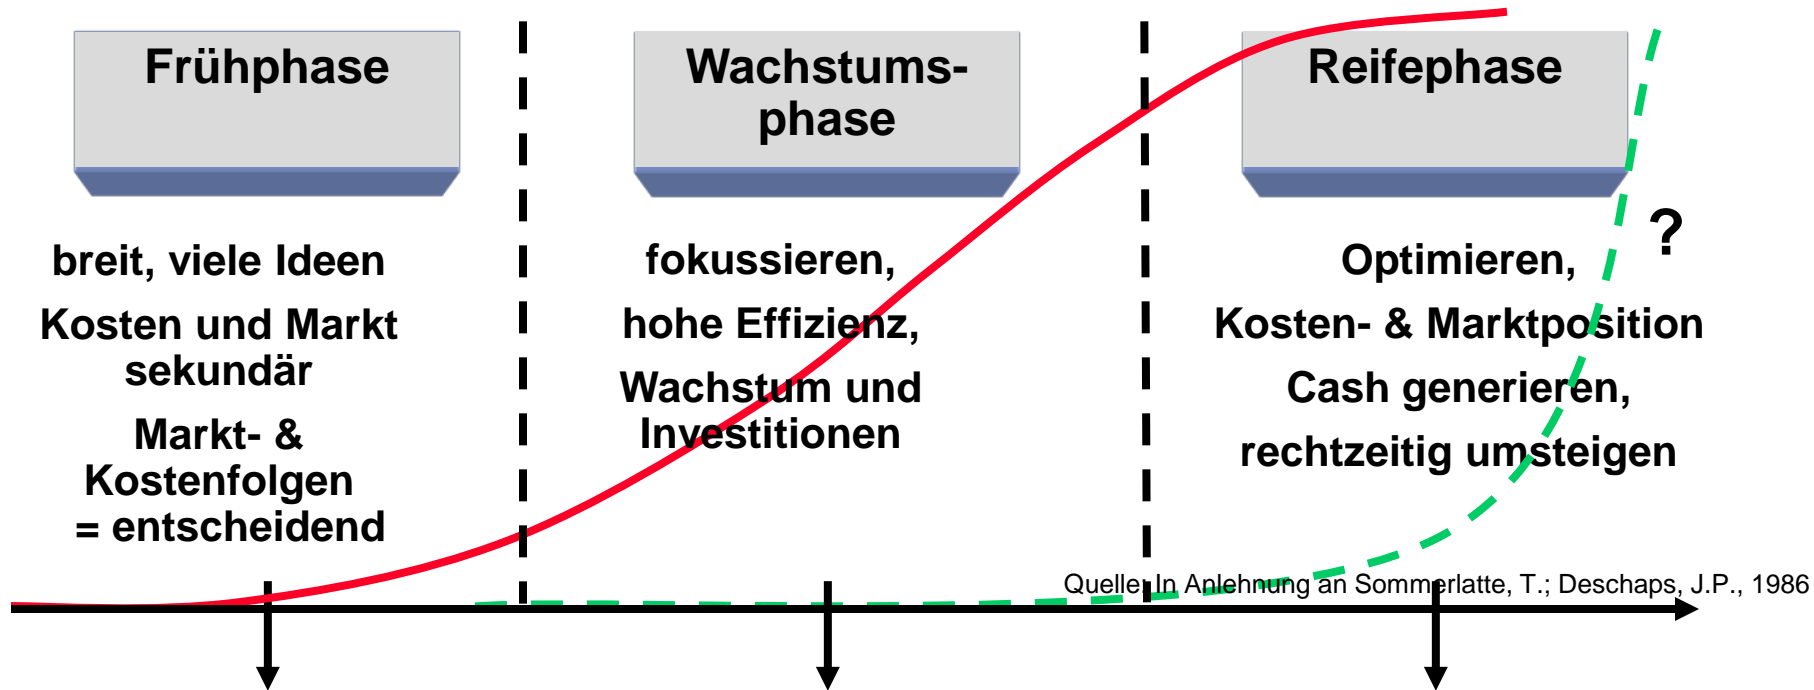 Frühphase
breit, viele Ideen
Kosten und Markt
sekundär
Markt- &
Kostenfolgen
= entscheidend
Wachstums-
phase
fokussieren,
hohe Effizienz,
Wachstum und
Investitionen
Reifephase
?
Optimieren,
Kosten- & Marktposition
Cash generieren,
rechtzeitig umsteigen
Quelle: In Anlehnung an Sommerlatte, T.; Deschaps, J.P., 1986